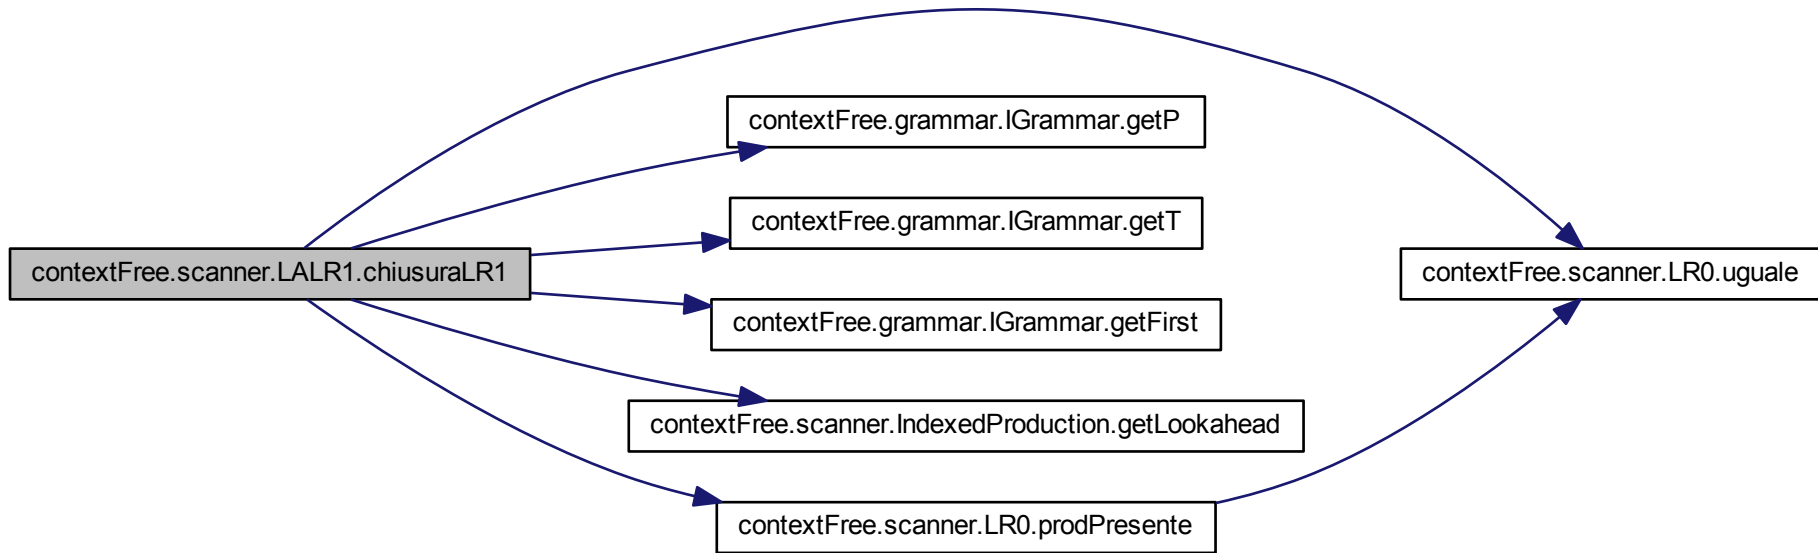 contextFree.grammar.IGrammar.getP
contextFree.grammar.IGrammar.getT
contextFree.scanner.LALR1.chiusuraLR1
contextFree.scanner.LR0.uguale
contextFree.grammar.IGrammar.getFirst
contextFree.scanner.IndexedProduction.getLookahead
contextFree.scanner.LR0.prodPresente